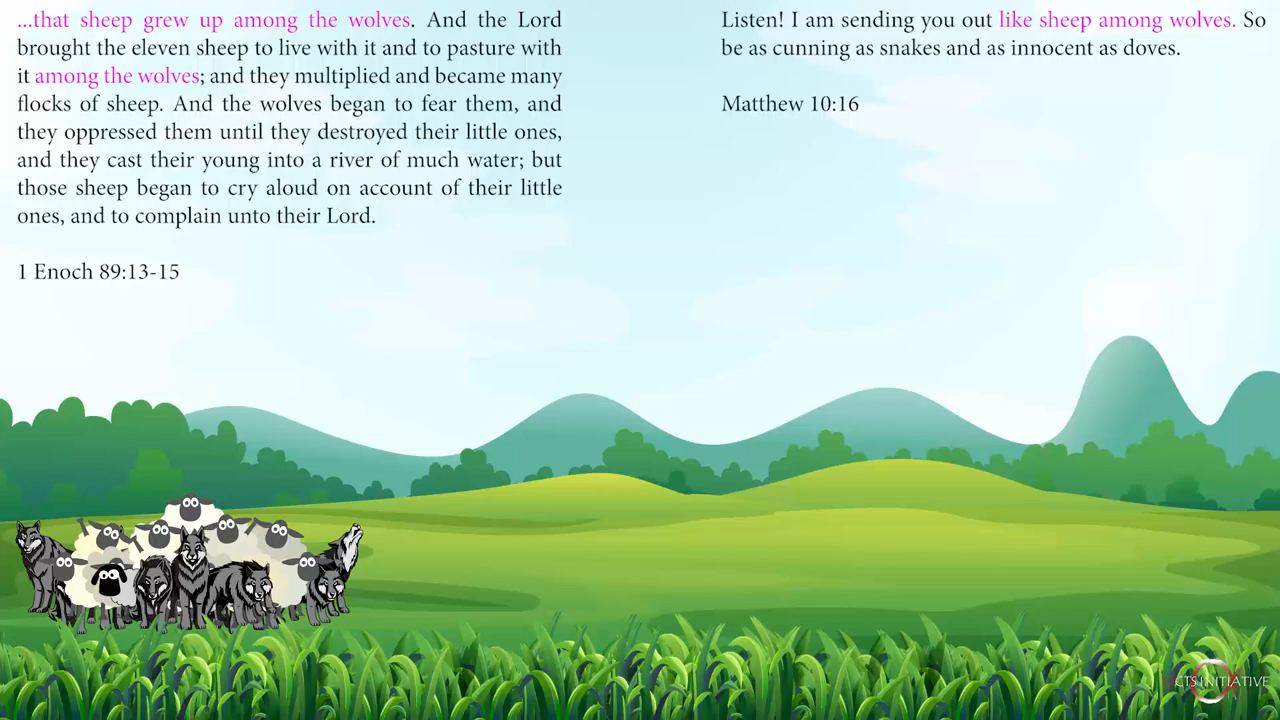 ...that sheep grew up among the wolves. And the Lord
brought the eleven sheep to live with it and to pasture with
it among the wolves; and they multiplied and became many
flocks of sheep. And the wolves began to fear them, and
they oppressed them until they destroyed their little ones,
and they cast their young into a river of much water; but
those sheep began to cry aloud on account of their little
ones, and to complain unto their Lord.
1 Enoch 89:13-15
Listen! I am sending you out like sheep among wolves. So
be as cunning as snakes and as innocent as doves.
Matthew 10:16
CTS INITIATIVE